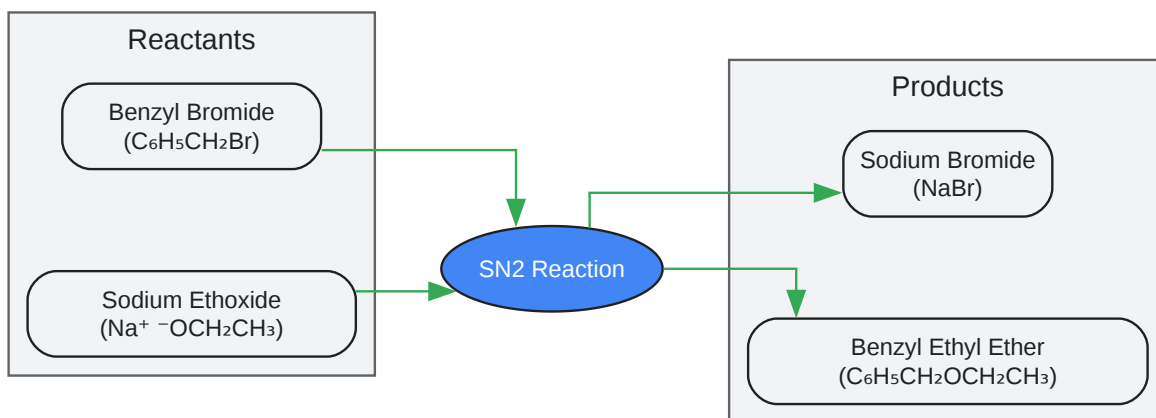 Reactants
Benzyl Bromide
(C₆H₅CH₂Br)
Sodium Ethoxide
(Na⁺ ⁻OCH₂CH₃)
SN2 Reaction
Products
Sodium Bromide
(NaBr)
Benzyl Ethyl Ether
(C₆H₅CH₂OCH₂CH₃)